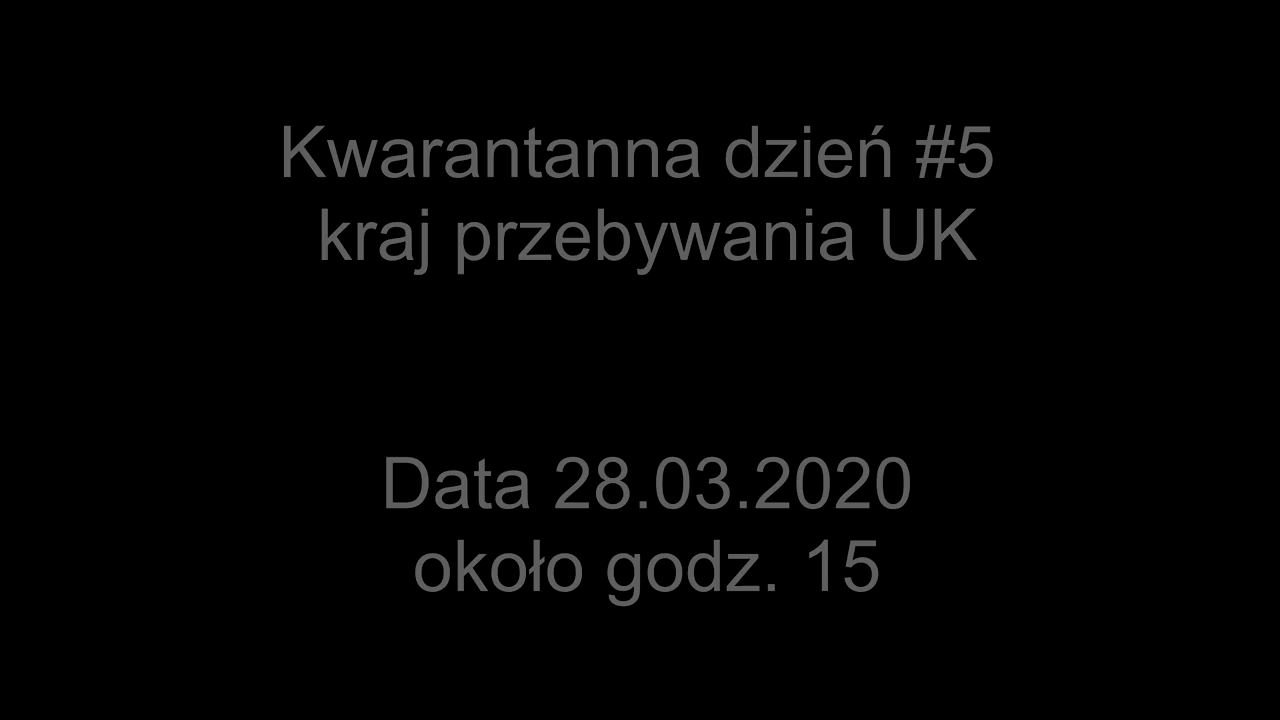 Kwarantanna dzień #5
kraj przebywania UK
Data 28.03.2020
około godz. 15